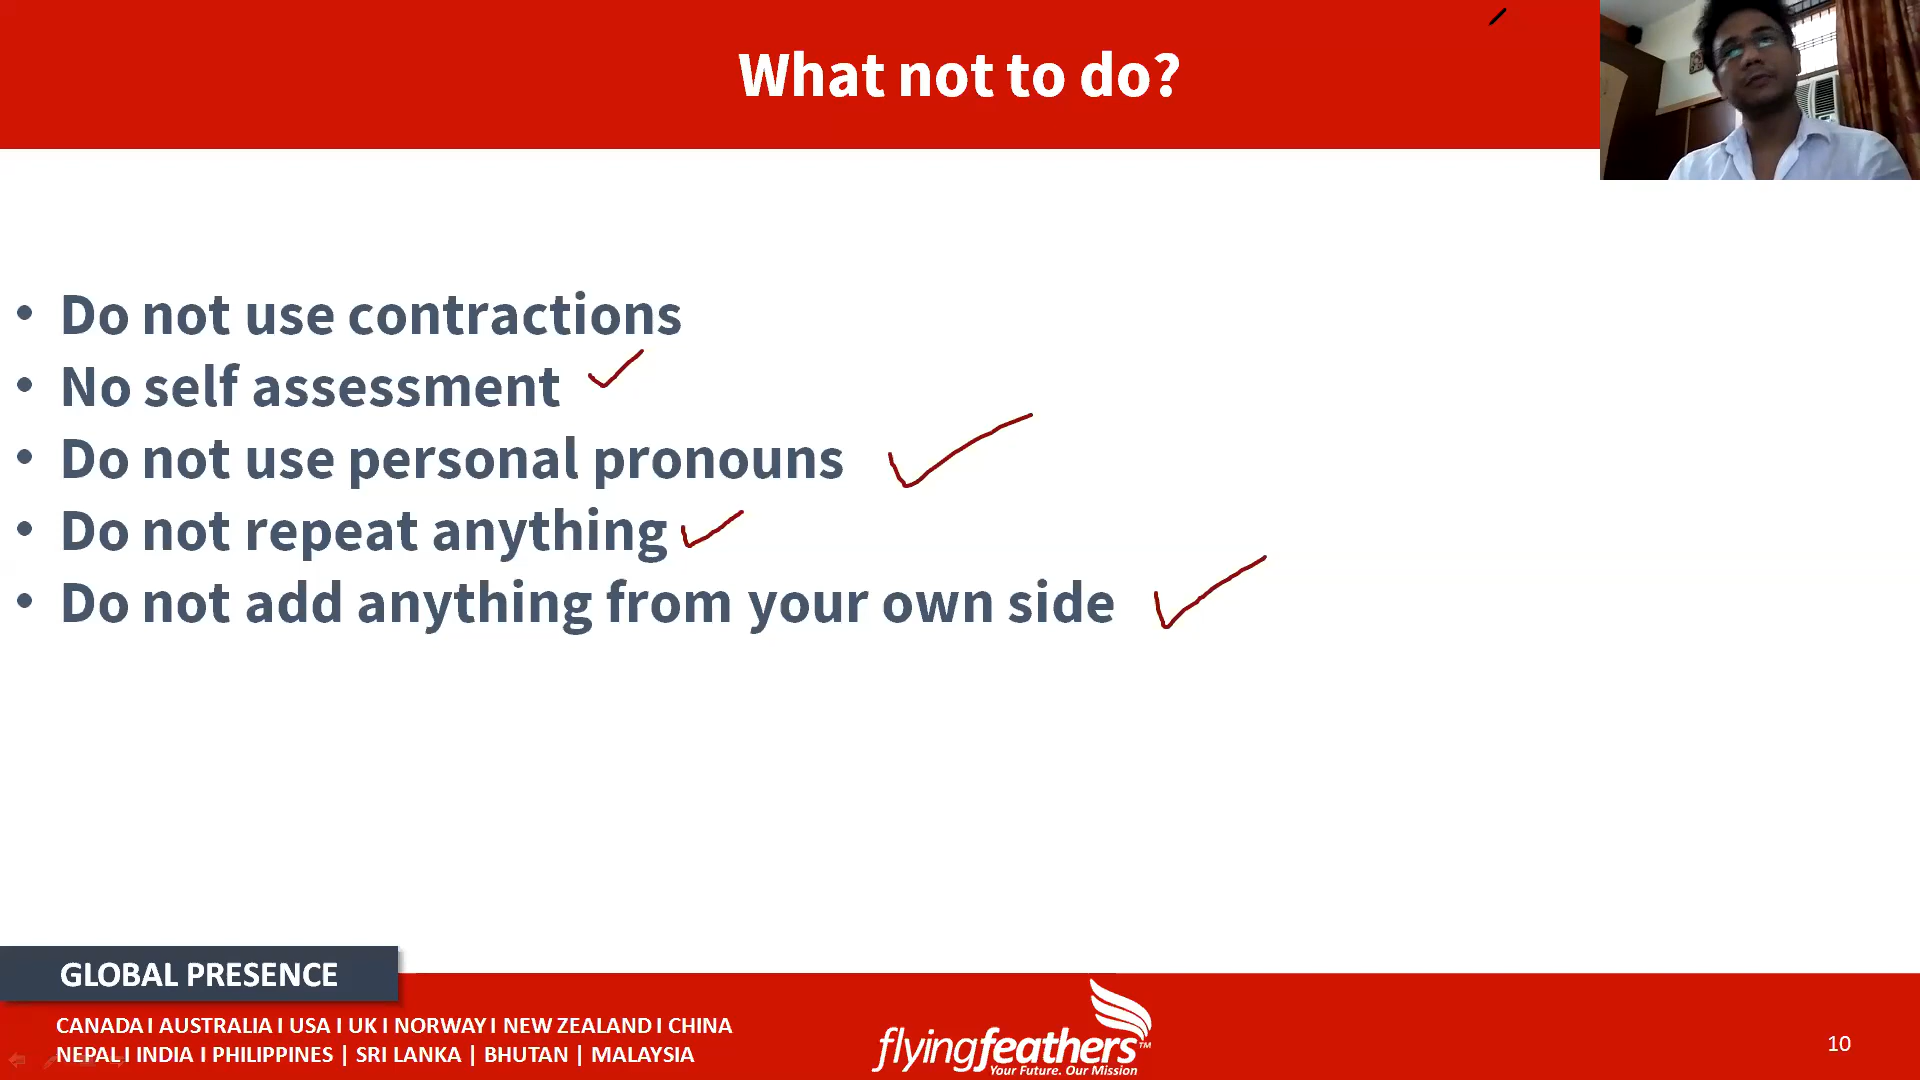 What not to do?
• Do not use contractions
• No self assessment
• Do not use personal pronouns
• Do not repeat anything
• Do not add anything from your own side
GLOBAL PRESENCE
CANADA I AUSTRALIA I USA I UK I NORWAY I NEW ZEALAND I CHINA
NEPAL I INDIA I PHILIPPINES | SRI LANKA | BHUTAN | MALAYSIA
flyingfeathers™
Your Future. Our Mission
10